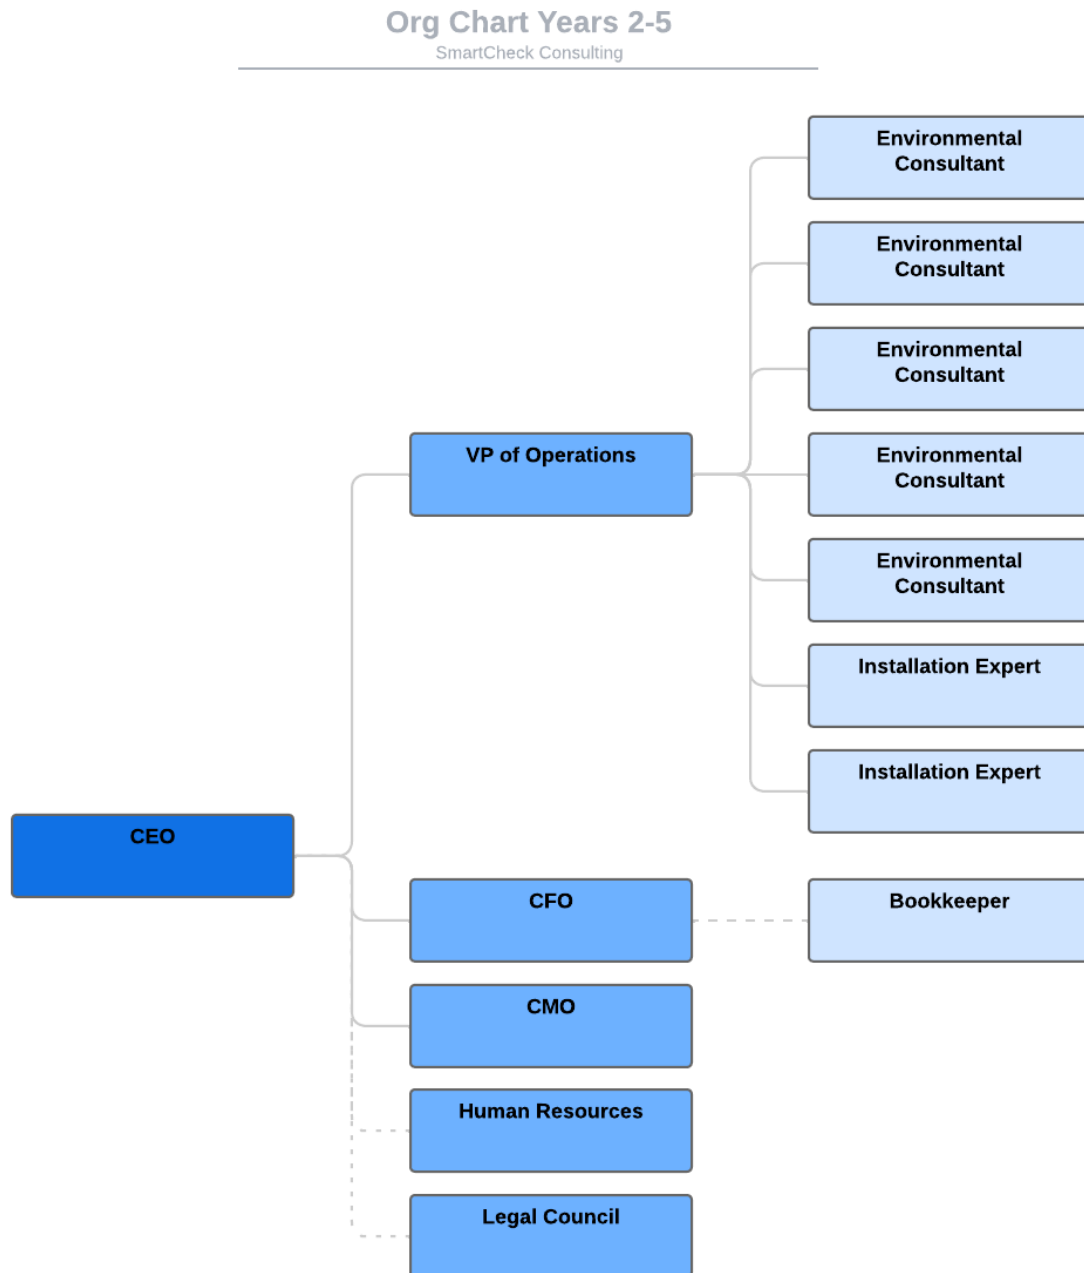 Org Chart Years 2-5
SmartCheck Consulting
Environmental
Consultant
Environmental
Consultant
Environmental
Consultant
VP of Operations
Environmental
Consultant
Environmental
Consultant
Installation Expert
Installation Expert
CEO
CFO
Bookkeeper
CMO
Human Resources
Legal Council